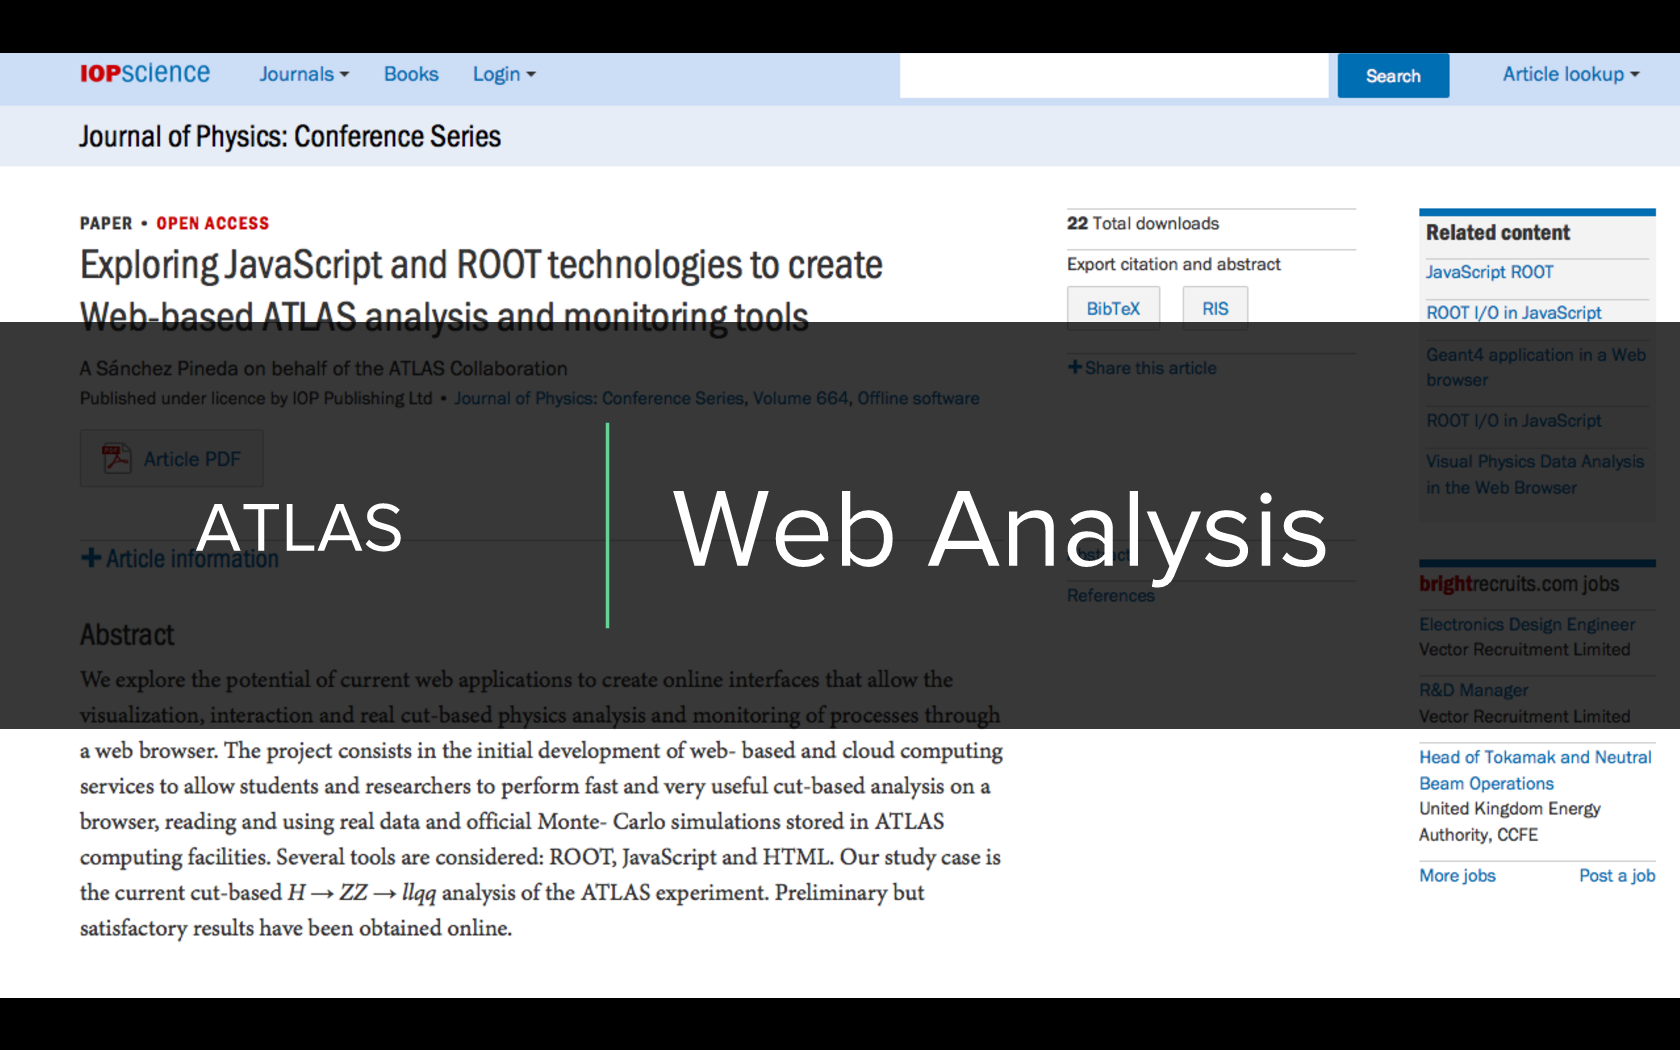 IOPscience Journals Books Login Search Article lookup
Journal of Physics: Conference Series
PAPER • OPEN ACCESS
Exploring JavaScript and ROOT technologies to create
Web-based ATLAS analysis and monitoring tools
A Sánchez Pineda on behalf of the ATLAS Collaboration
Published under licence by IOP Publishing Ltd • Journal of Physics: Conference Series, Volume 664, Offline software
PDF Article PDF
+ Article information
Abstract
We explore the potential of current web applications to create online interfaces that allow the
visualization, interaction and real cut-based physics analysis and monitoring of processes through
a web browser. The project consists in the initial development of web- based and cloud computing
services to allow students and researchers to perform fast and very useful cut-based analysis on a
browser, reading and using real data and official Monte- Carlo simulations stored in ATLAS
computing facilities. Several tools are considered: ROOT, JavaScript and HTML. Our study case is
the current cut-based H → ZZ → llqq analysis of the ATLAS experiment. Preliminary but
satisfactory results have been obtained online.
ATLAS
Web Analysis
22 Total downloads
Export citation and abstract
BibTeX RIS
+ Share this article
Abstract
References
Related content
JavaScript ROOT
ROOT I/O in JavaScript
Geant4 application in a Web
browser
ROOT I/O in JavaScript
Visual Physics Data Analysis
in the Web Browser
brightrecruits.com jobs
Electronics Design Engineer
Vector Recruitment Limited
R&D Manager
Vector Recruitment Limited
Head of Tokamak and Neutral
Beam Operations
United Kingdom Energy
Authority, CCFE
More jobs Post a job